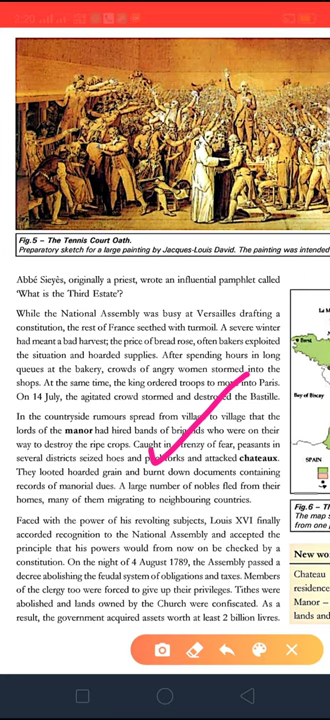 Fig.5 – The Tennis Court Oath.
Preparatory sketch for a large painting by Jacques-Louis David. The painting was intended
Abbé Sieyès, originally a priest, wrote an influential pamphlet called
'What is the Third Estate'?
While the National Assembly was busy at Versailles drafting a
constitution, the rest of France seethed with turmoil. A severe winter
had meant a bad harvest; the price of bread rose, often bakers exploited
the situation and hoarded supplies. After spending hours in long
queues at the bakery, crowds of angry women stormed into the
shops. At the same time, the king ordered troops to move into Paris.
On 14 July, the agitated crowd stormed and destroyed the Bastille.
In the countryside rumours spread from village to village that the
lords of the manor had hired bands of brigands who were on their
way to destroy the ripe crops. Caught in a frenzy of fear, peasants in
several districts seized hoes and pitchforks and attacked chateaux.
They looted hoarded grain and burnt down documents containing
records of manorial dues. A large number of nobles fled from their
homes, many of them migrating to neighbouring countries.
Faced with the power of his revolting subjects, Louis XVI finally
accorded recognition to the National Assembly and accepted the
principle that his powers would from now on be checked by a
constitution. On the night of 4 August 1789, the Assembly passed a
decree abolishing the feudal system of obligations and taxes. Members
of the clergy too were forced to give up their privileges. Tithes were
abolished and lands owned by the Church were confiscated. As a
result, the government acquired assets worth at least 2 billion livres.
Brest
Bay of Biscay
SPAIN
Fig.6 – Th
The map s
from one p
New wo
Chateau
residence
Manor –
lands and